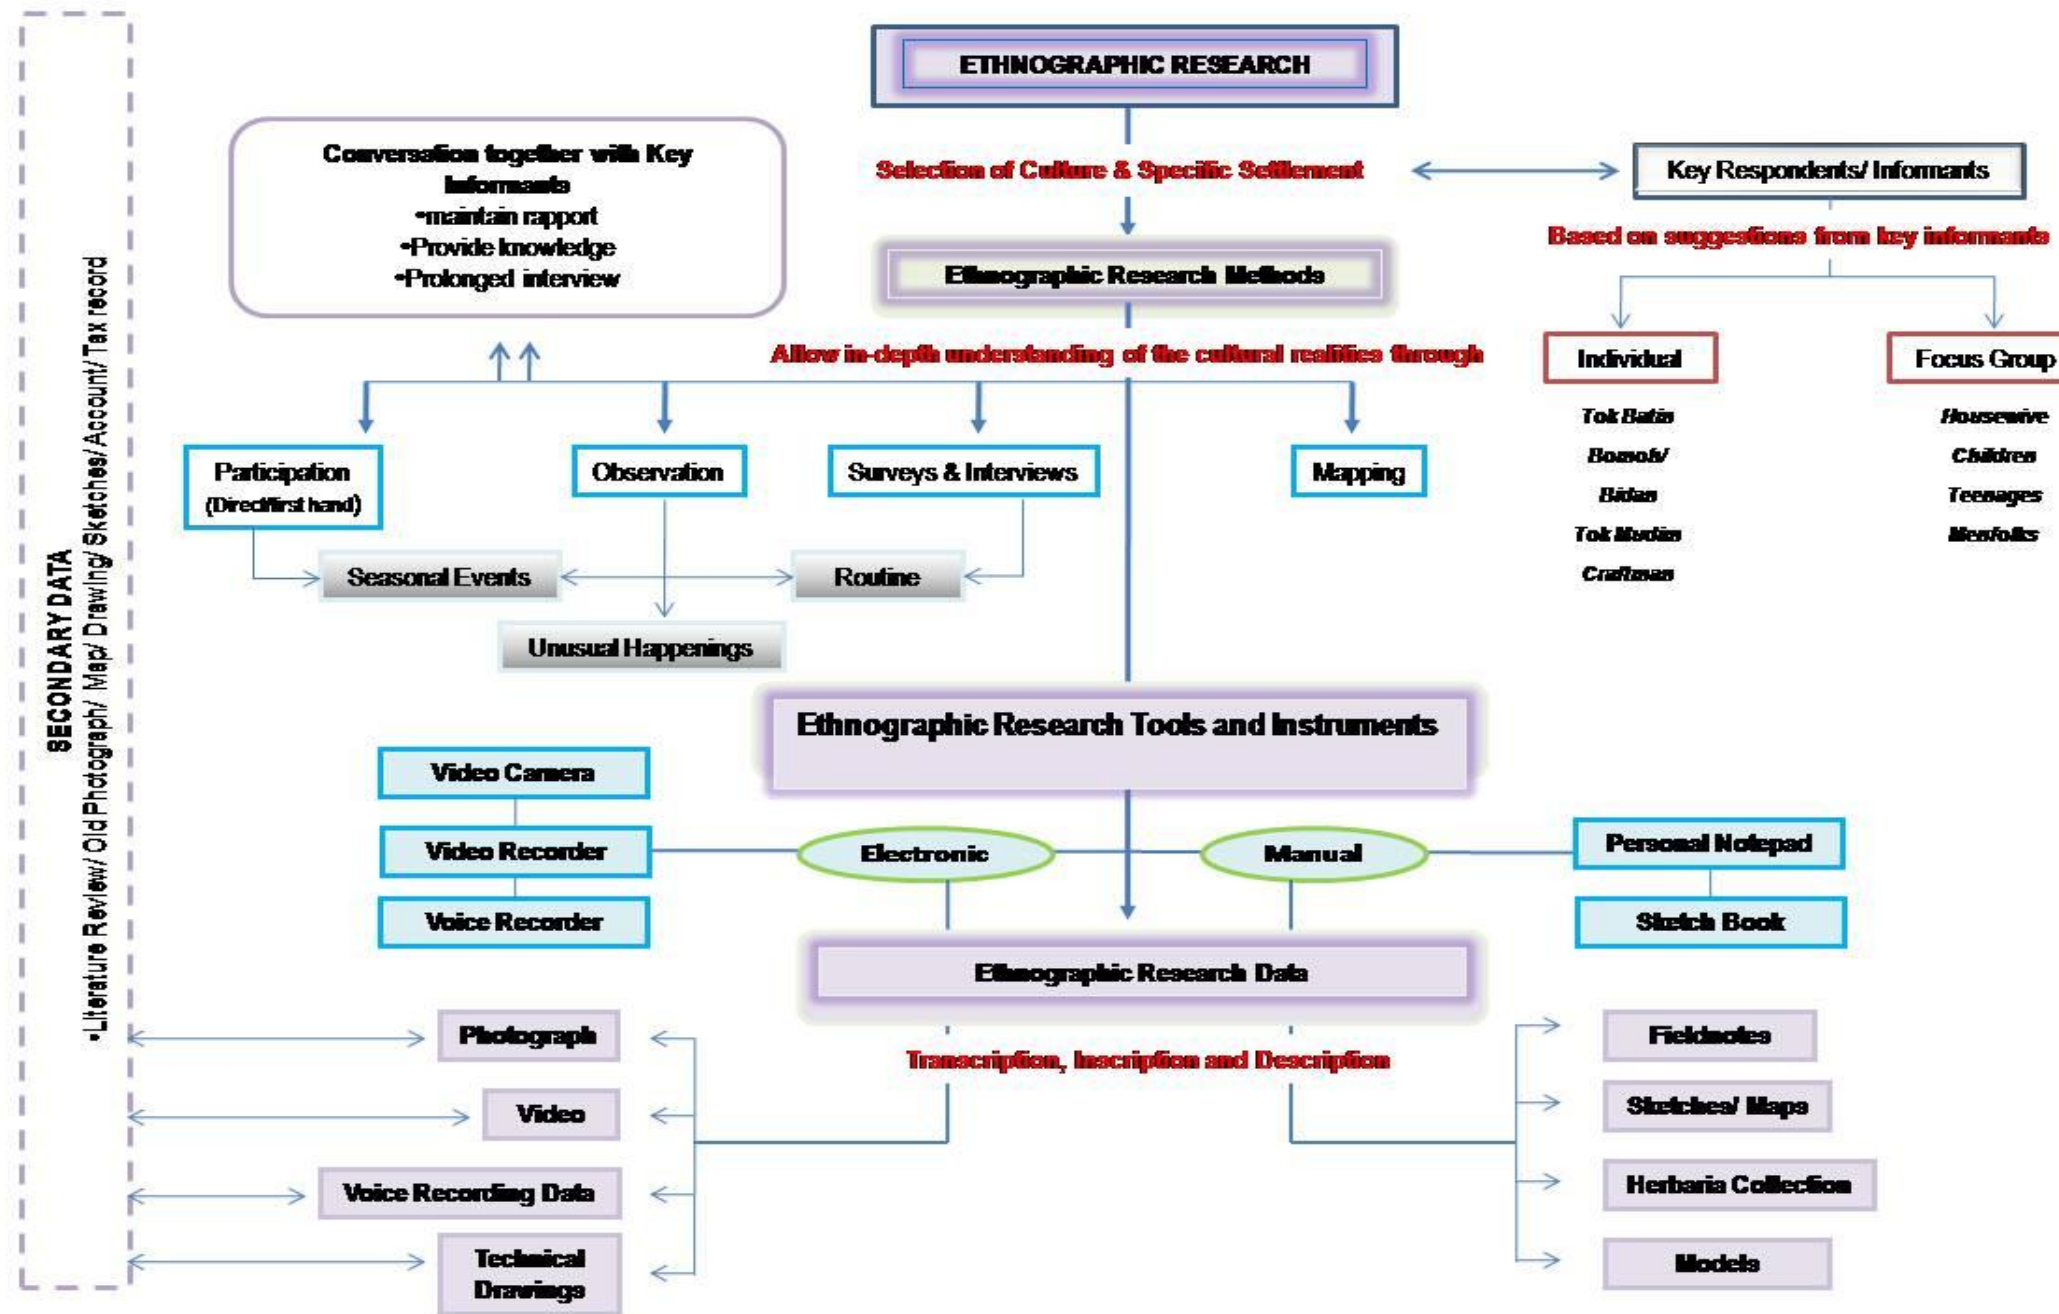 ETHNOGRAPHIC RESEARCH
Selection of Culture & Specific Settlement
Key Respondents/ Informants
Based on suggestions from key informants
Individual
Focus Group
Tok Batin
Bomoh/
Bidan
Tok Mudim
Craftman
Housewive
Children
Teenages
Menfolks
Conversation together with Key
Informants
•maintain rapport
•Provide knowledge
•Prolonged interview
Ethnographic Research Methods
Allow in-depth understanding of the cultural realities through
Participation
(Direct/first hand)
Observation
Surveys & Interviews
Mapping
Seasonal Events
Routine
Unusual Happenings
Ethnographic Research Tools and Instruments
Video Camera
Video Recorder
Voice Recorder
Electronic
Manual
Personal Notepad
Sketch Book
Ethnographic Research Data
Transcription, Inscription and Description
Photograph
Video
Voice Recording Data
Technical
Drawings
Fieldnotes
Sketches/ Maps
Herbaria Collection
Models
SECONDARY DATA
•Literature Review/ Old Photograph/ Map/ Drawing/ Sketches/ Account/ Tax record